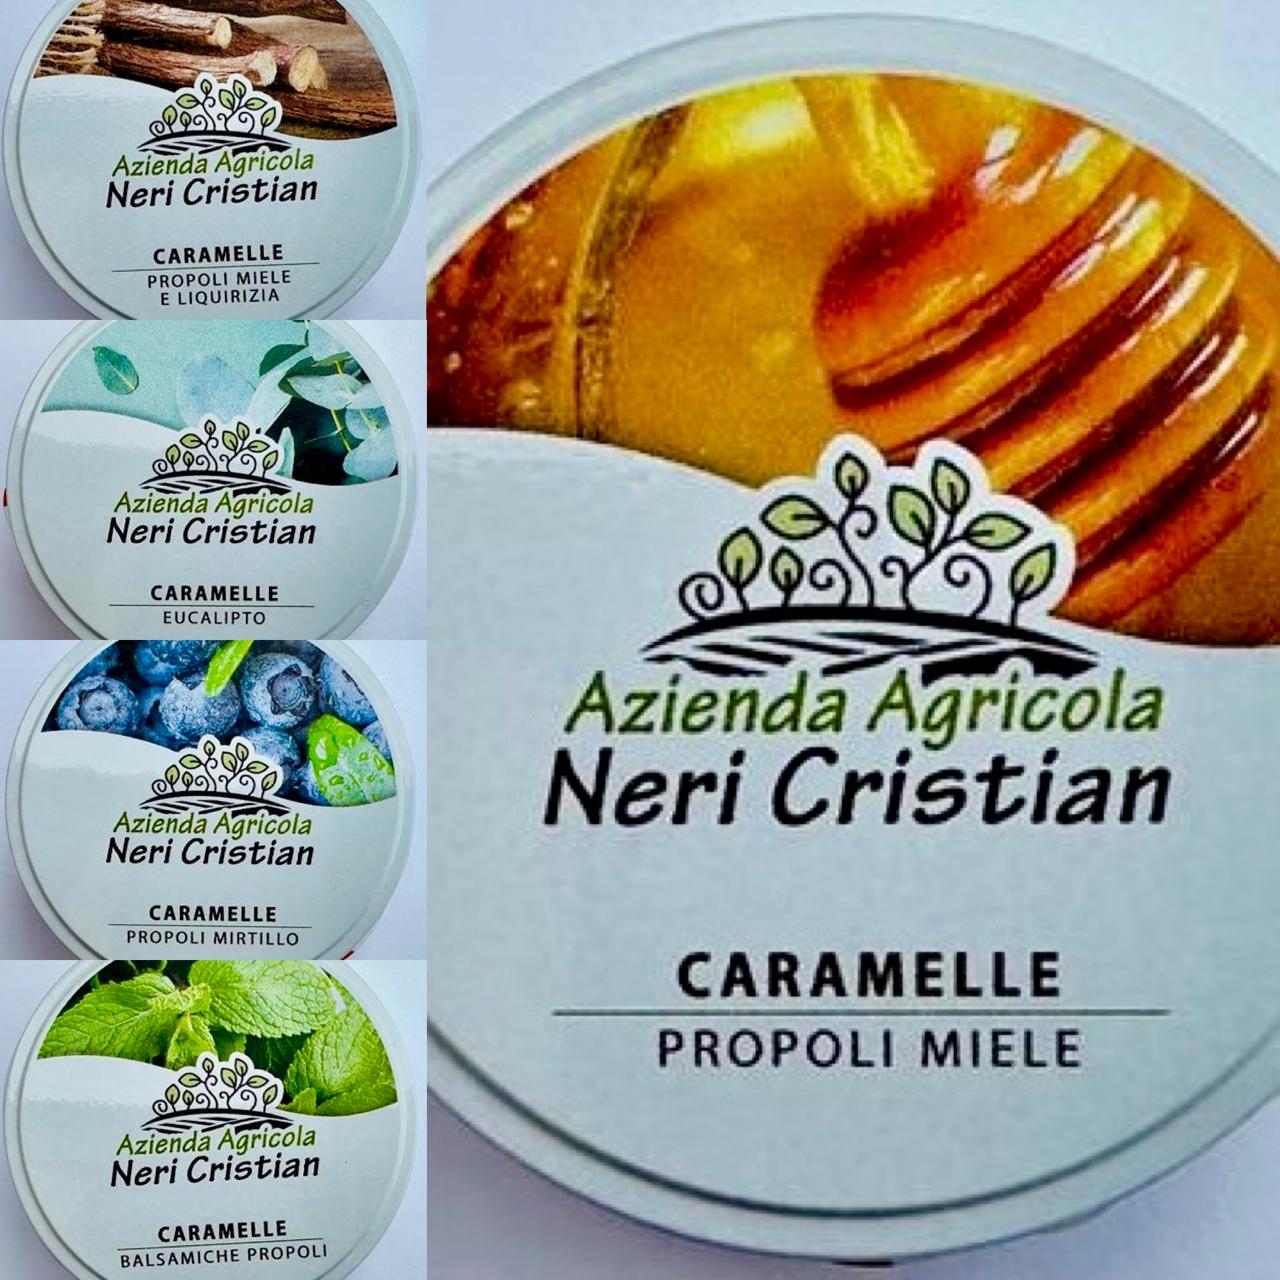 Azienda Agricola
Neri Cristian
CARAMELLE
PROPOLI MIELE
E LIQUIRIZIA
Azienda Agricola
Neri Cristian
CARAMELLE
EUCALIPTO
Azienda Agricola
Neri Cristian
CARAMELLE
PROPOLI MIRTILLO
Azienda Agricola
Neri Cristian
CARAMELLE
BALSAMICHE PROPOLI
Azienda Agricola
Neri Cristian
CARAMELLE
PROPOLI MIELE